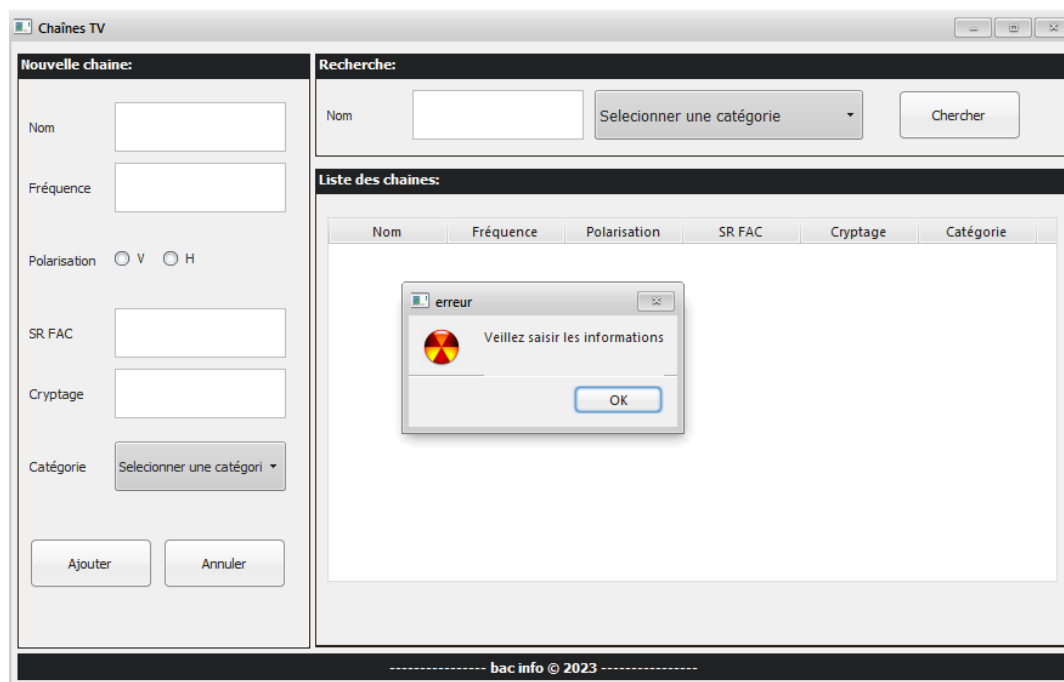 Chaînes TV
Nouvelle chaine:
Nom
Fréquence
Polarisation V H
SR FAC
Cryptage
Catégorie Selecionner une catégori
Ajouter Annuler
Recherche:
Nom Selecionner une catégorie Chercher
Liste des chaines:
Nom Fréquence Polarisation SR FAC Cryptage Catégorie
erreur
Veillez saisir les informations
OK
---------------- bac info © 2023 ----------------